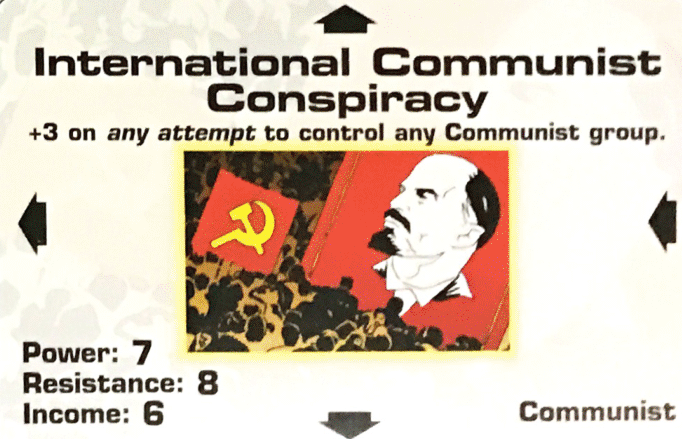 International Communist
Conspiracy
+3 on any attempt to control any Communist group.
Power: 7
Resistance: 8
Income: 6
Communist